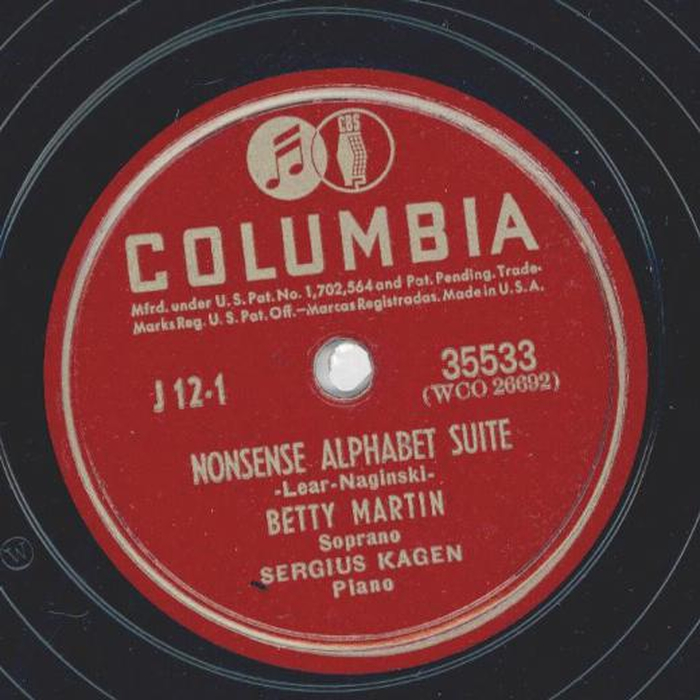 CBS
COLUMBIA
Mfrd. under U.S. Pat. No. 1,702,564 and Pat. Pending. Trade-
Marks Reg. U.S. Pat. Off.—Marcas Registradas. Made in U.S.A.
J 12-1
35533
(WCO 26692)
NONSENSE ALPHABET SUITE
-Lear-Naginski-
BETTY MARTIN
Soprano
SERGIUS KAGEN
Piano
W